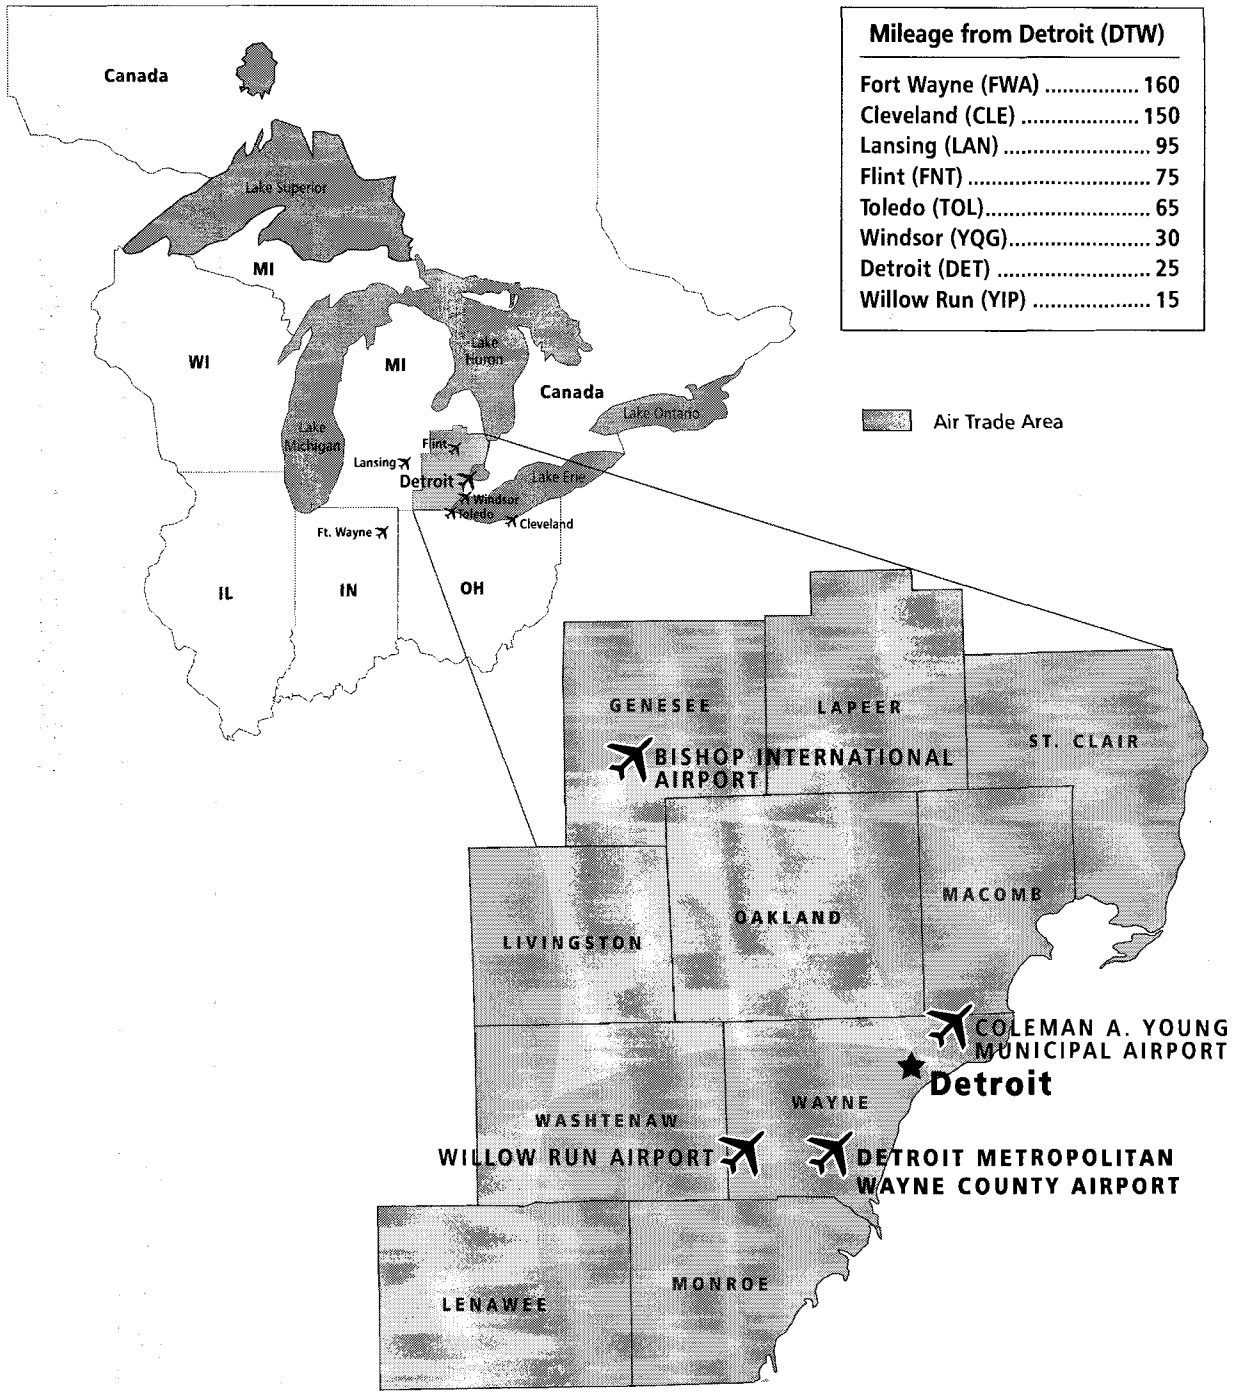 Mileage from Detroit (DTW)
Fort Wayne (FWA) ................ 160
Cleveland (CLE) .................... 150
Lansing (LAN) ......................... 95
Flint (FNT) ............................... 75
Toledo (TOL)............................ 65
Windsor (YQG)........................ 30
Detroit (DET) .......................... 25
Willow Run (YIP) .................... 15
Air Trade Area
Canada
Lake Superior
MI
WI
MI
Lake
Huron
Canada
Lake Ontario
Lake
Michigan
Flint
Lansing
Detroit
Lake Erie
Windsor
Toledo
Cleveland
Ft. Wayne
IL
IN
OH
GENESEE
LAPEER
ST. CLAIR
BISHOP INTERNATIONAL
AIRPORT
MACOMB
OAKLAND
LIVINGSTON
COLEMAN A. YOUNG
MUNICIPAL AIRPORT
Detroit
WAYNE
WASHTENAW
WILLOW RUN AIRPORT
DETROIT METROPOLITAN
WAYNE COUNTY AIRPORT
MONROE
LENAWEE